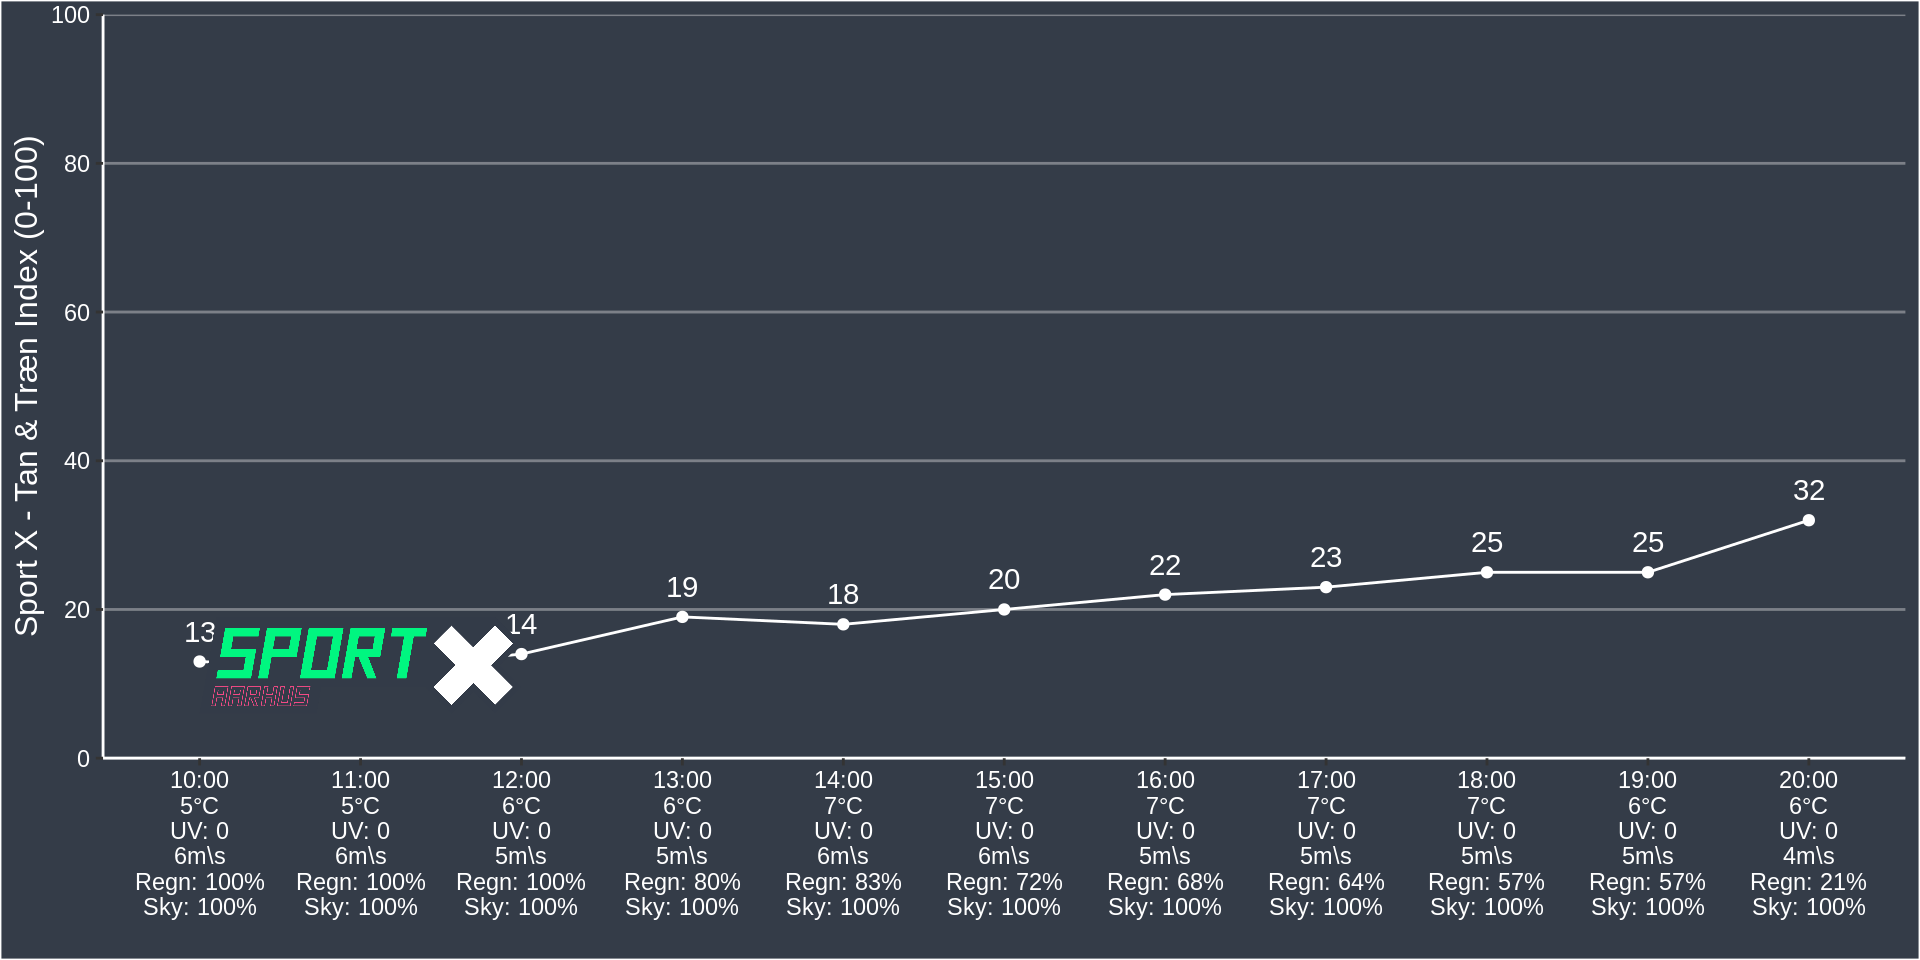 Sport X - Tan & Træn Index (0-100)
100
80
60
40
20
0
13
14
19
18
20
22
23
25
25
32
SPORT X
AARHUS
10:00 11:00 12:00 13:00 14:00 15:00 16:00 17:00 18:00 19:00 20:00
5°C 5°C 6°C 6°C 7°C 7°C 7°C 7°C 7°C 6°C 6°C
UV: 0 UV: 0 UV: 0 UV: 0 UV: 0 UV: 0 UV: 0 UV: 0 UV: 0 UV: 0 UV: 0
6m\s 6m\s 5m\s 5m\s 6m\s 6m\s 5m\s 5m\s 5m\s 5m\s 4m\s
Regn: 100% Regn: 100% Regn: 100% Regn: 80% Regn: 83% Regn: 72% Regn: 68% Regn: 64% Regn: 57% Regn: 57% Regn: 21%
Sky: 100% Sky: 100% Sky: 100% Sky: 100% Sky: 100% Sky: 100% Sky: 100% Sky: 100% Sky: 100% Sky: 100% Sky: 100%